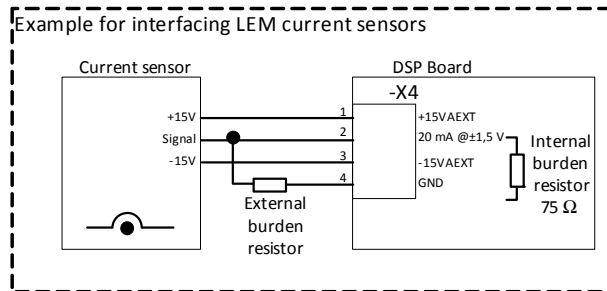 Example for interfacing LEM current sensors
Current sensor
DSP Board
-X4
+15V
1
+15VAEXT
Signal
2
20 mA @±1,5 V
-15V
3
-15VAEXT
4
GND
External
burden
resistor
Internal
burden
resistor
75 Ω